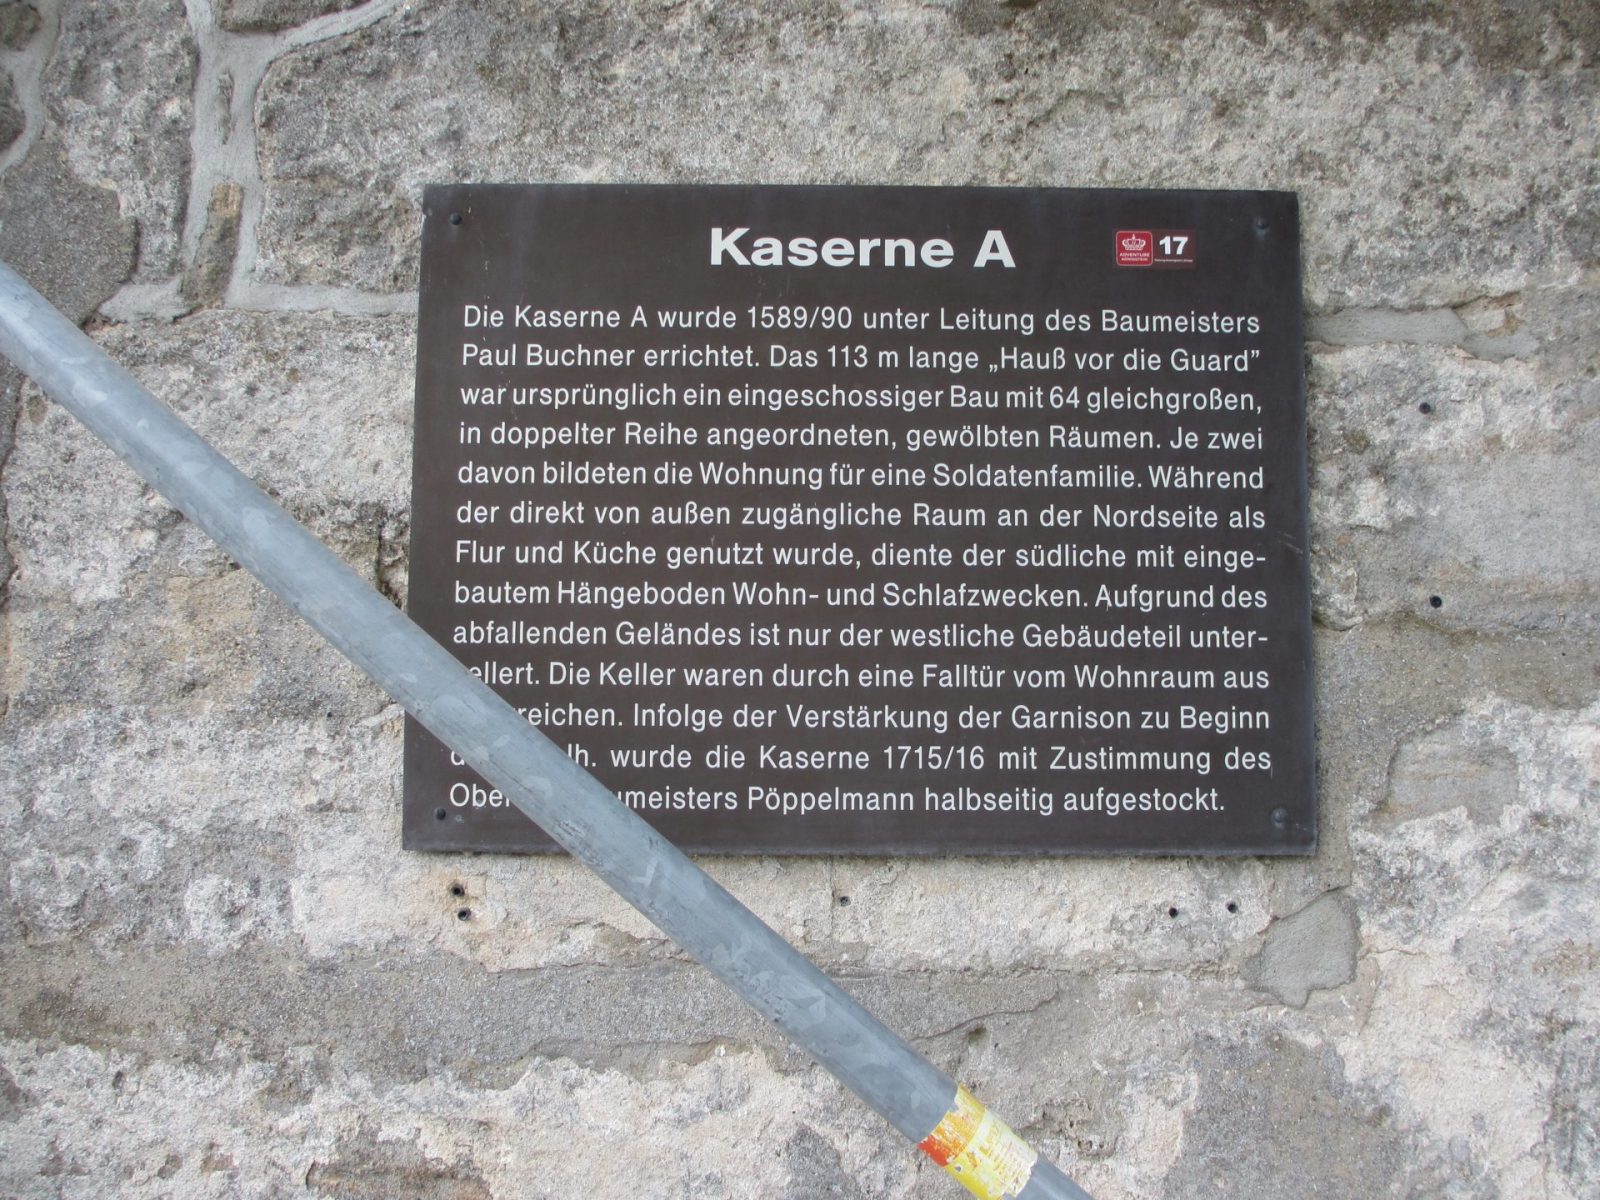 Kaserne A
ADVENTURE
KÖNIGSTEIN
17
Die Kaserne A wurde 1589/90 unter Leitung des Baumeisters
Paul Buchner errichtet. Das 113 m lange „Hauß vor die Guard”
war ursprünglich ein eingeschossiger Bau mit 64 gleichgroßen,
in doppelter Reihe angeordneten, gewölbten Räumen. Je zwei
davon bildeten die Wohnung für eine Soldatenfamilie. Während
der direkt von außen zugängliche Raum an der Nordseite als
Flur und Küche genutzt wurde, diente der südliche mit einge-
bautem Hängeboden Wohn- und Schlafzwecken. Aufgrund des
abfallenden Geländes ist nur der westliche Gebäudeteil unter-
ellert. Die Keller waren durch eine Falltür vom Wohnraum aus
reichen. Infolge der Verstärkung der Garnison zu Beginn
d Jh. wurde die Kaserne 1715/16 mit Zustimmung des
Ober umeisters Pöppelmann halbseitig aufgestockt.